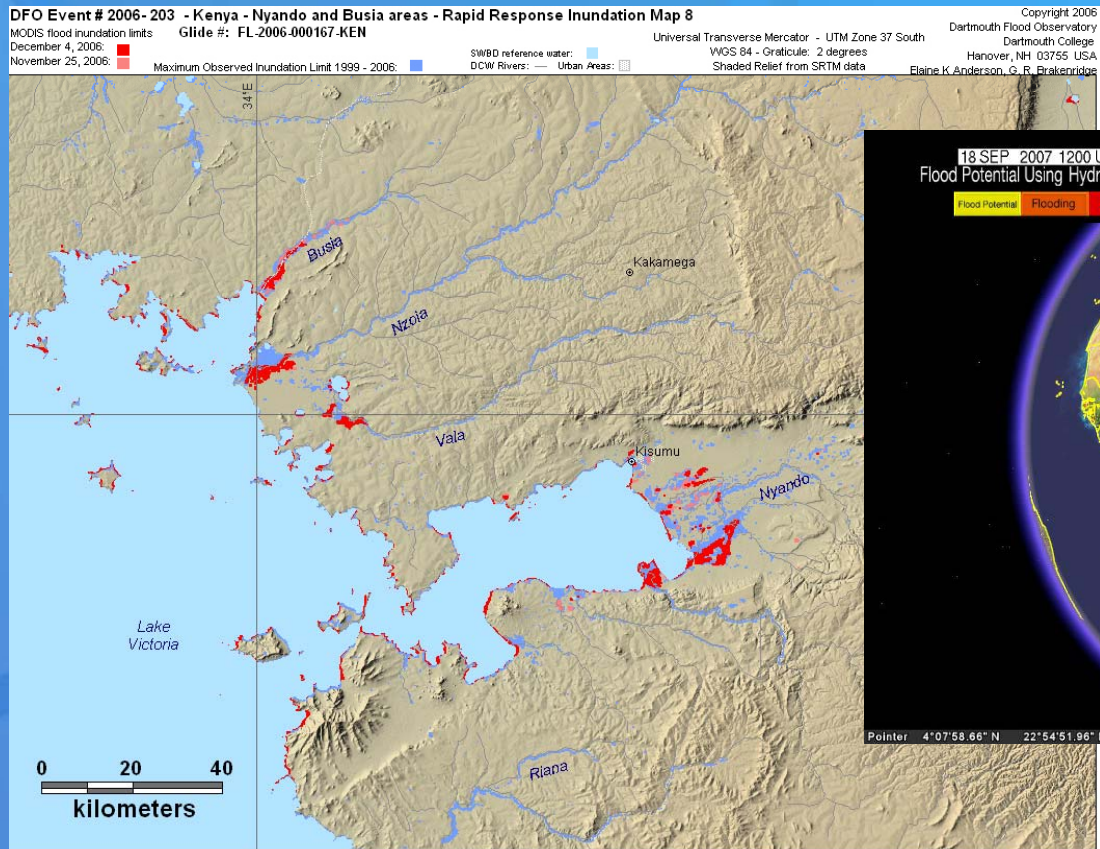 DFO Event # 2006- 203 - Kenya - Nyando and Busia areas - Rapid Response Inundation Map 8
MODIS flood inundation limits
Glide #: FL-2006-000167-KEN
December 4, 2006:
November 25, 2006:
Maximum Observed Inundation Limit 1999 - 2006:
SWBD reference water:
DCW Rivers:
Urban Areas:
Universal Transverse Mercator - UTM Zone 37 South
WGS 84 - Graticule: 2 degrees
Shaded Relief from SRTM data
Copyright 2006
Dartmouth Flood Observatory
Dartmouth College
Hanover, NH 03755 USA
Elaine K Anderson, G. R. Brakenridge
34°E
Busia
Kakamega
Nzoia
Vala
Kisumu
Nyando
Lake
Victoria
Riana
0 20 40
kilometers
18 SEP 2007 1200
Flood Potential Using
Flood Potential
Flooding
Pointer 4°07'58.66" N 22°54'51.96"